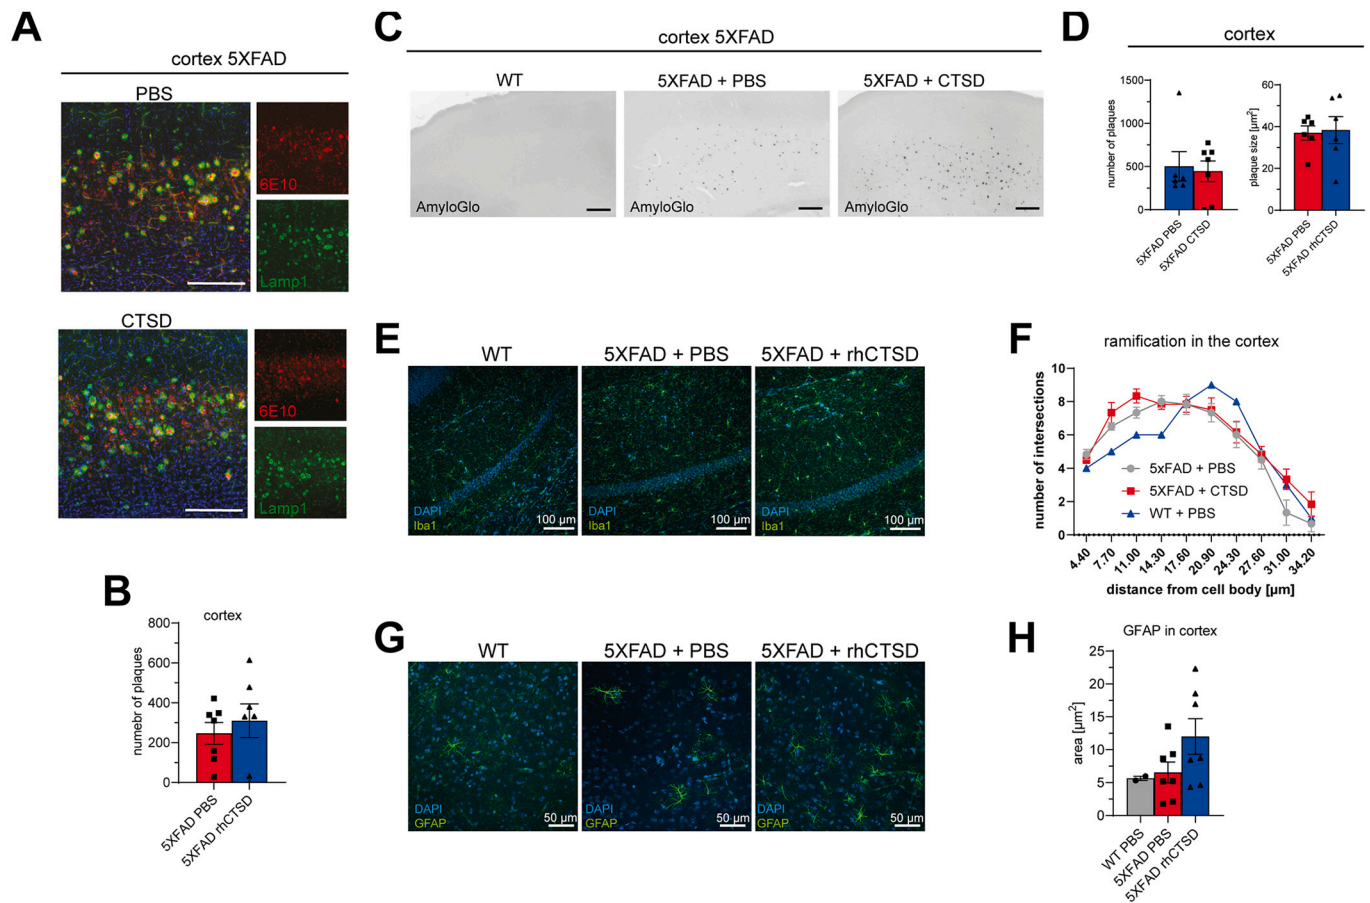 A
cortex 5XFAD
PBS
6E10
Lamp1
CTSD
6E10
Lamp1
B
cortex
numebr of plaques
800
600
400
200
0
5XFAD PBS
5XFAD rhCTSD
C
cortex 5XFAD
WT
5XFAD + PBS
5XFAD + CTSD
AmyloGlo
AmyloGlo
AmyloGlo
D
cortex
number of plaques
1500
1000
500
0
5XFAD PBS
5XFAD CTSD
plaque size [µm²]
60
40
20
0
5XFAD PBS
5XFAD rhCTSD
E
WT
5XFAD + PBS
5XFAD + rhCTSD
DAPI
Iba1
100 µm
DAPI
Iba1
100 µm
DAPI
Iba1
100 µm
F
ramification in the cortex
number of intersections
10
8
6
4
2
0
5xFAD + PBS
5XFAD + CTSD
WT + PBS
4.40
7.70
11.00
14.30
17.60
20.90
24.30
27.60
31.00
34.20
distance from cell body [µm]
G
WT
5XFAD + PBS
5XFAD + rhCTSD
DAPI
GFAP
50 µm
DAPI
GFAP
50 µm
DAPI
GFAP
50 µm
H
GFAP in cortex
area [µm²]
25
20
15
10
5
0
WT PBS
5XFAD PBS
5XFAD rhCTSD